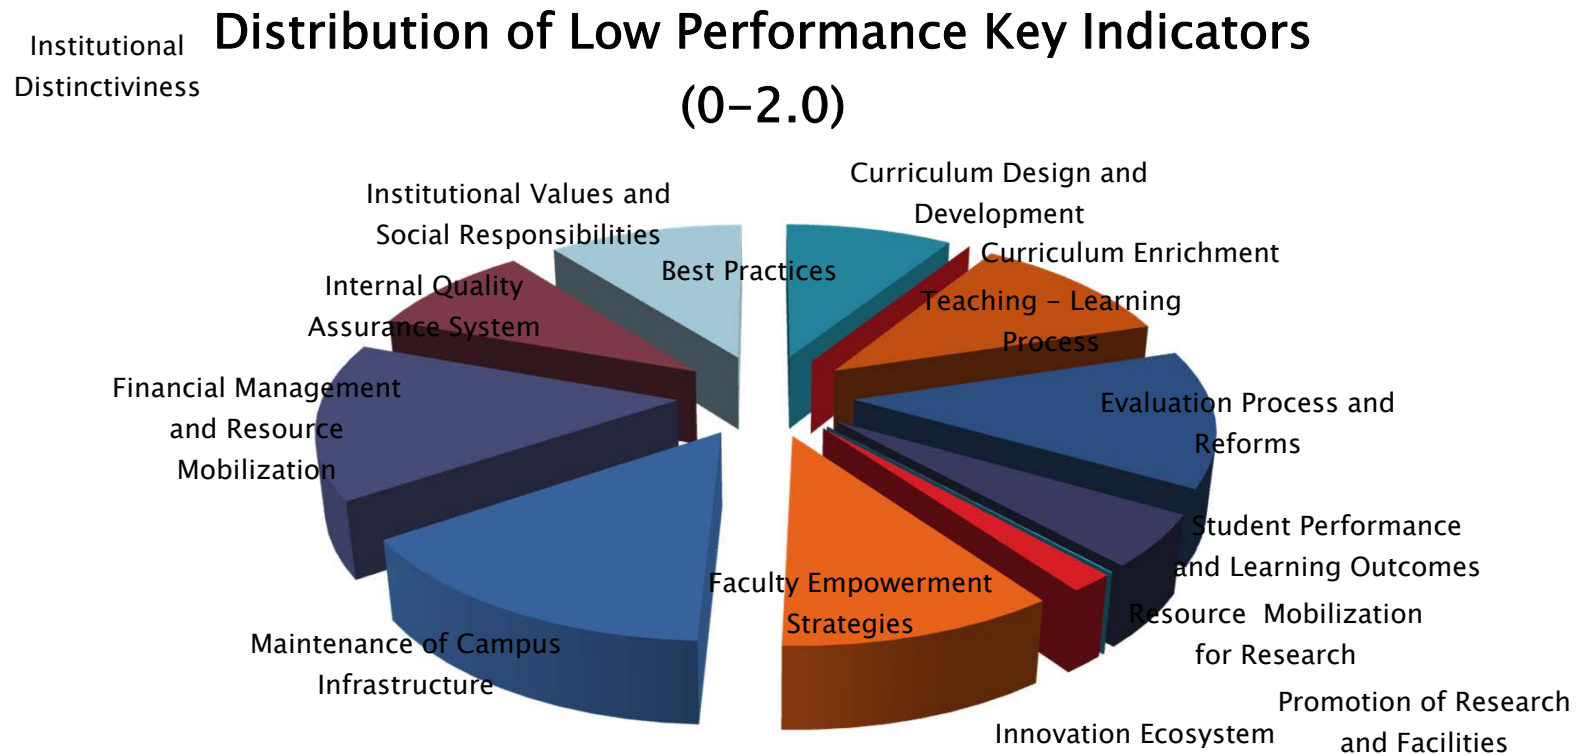 Distribution of Low Performance Key Indicators
(0-2.0)
Institutional
Distinctiviness
Institutional Values and
Social Responsibilities
Best Practices
Curriculum Design and
Development
Curriculum Enrichment
Teaching - Learning
Process
Internal Quality
Assurance System
Financial Management
and Resource
Mobilization
Evaluation Process and
Reforms
Student Performance
and Learning Outcomes
Resource Mobilization
for Research
Faculty Empowerment
Strategies
Maintenance of Campus
Infrastructure
Innovation Ecosystem
Promotion of Research
and Facilities